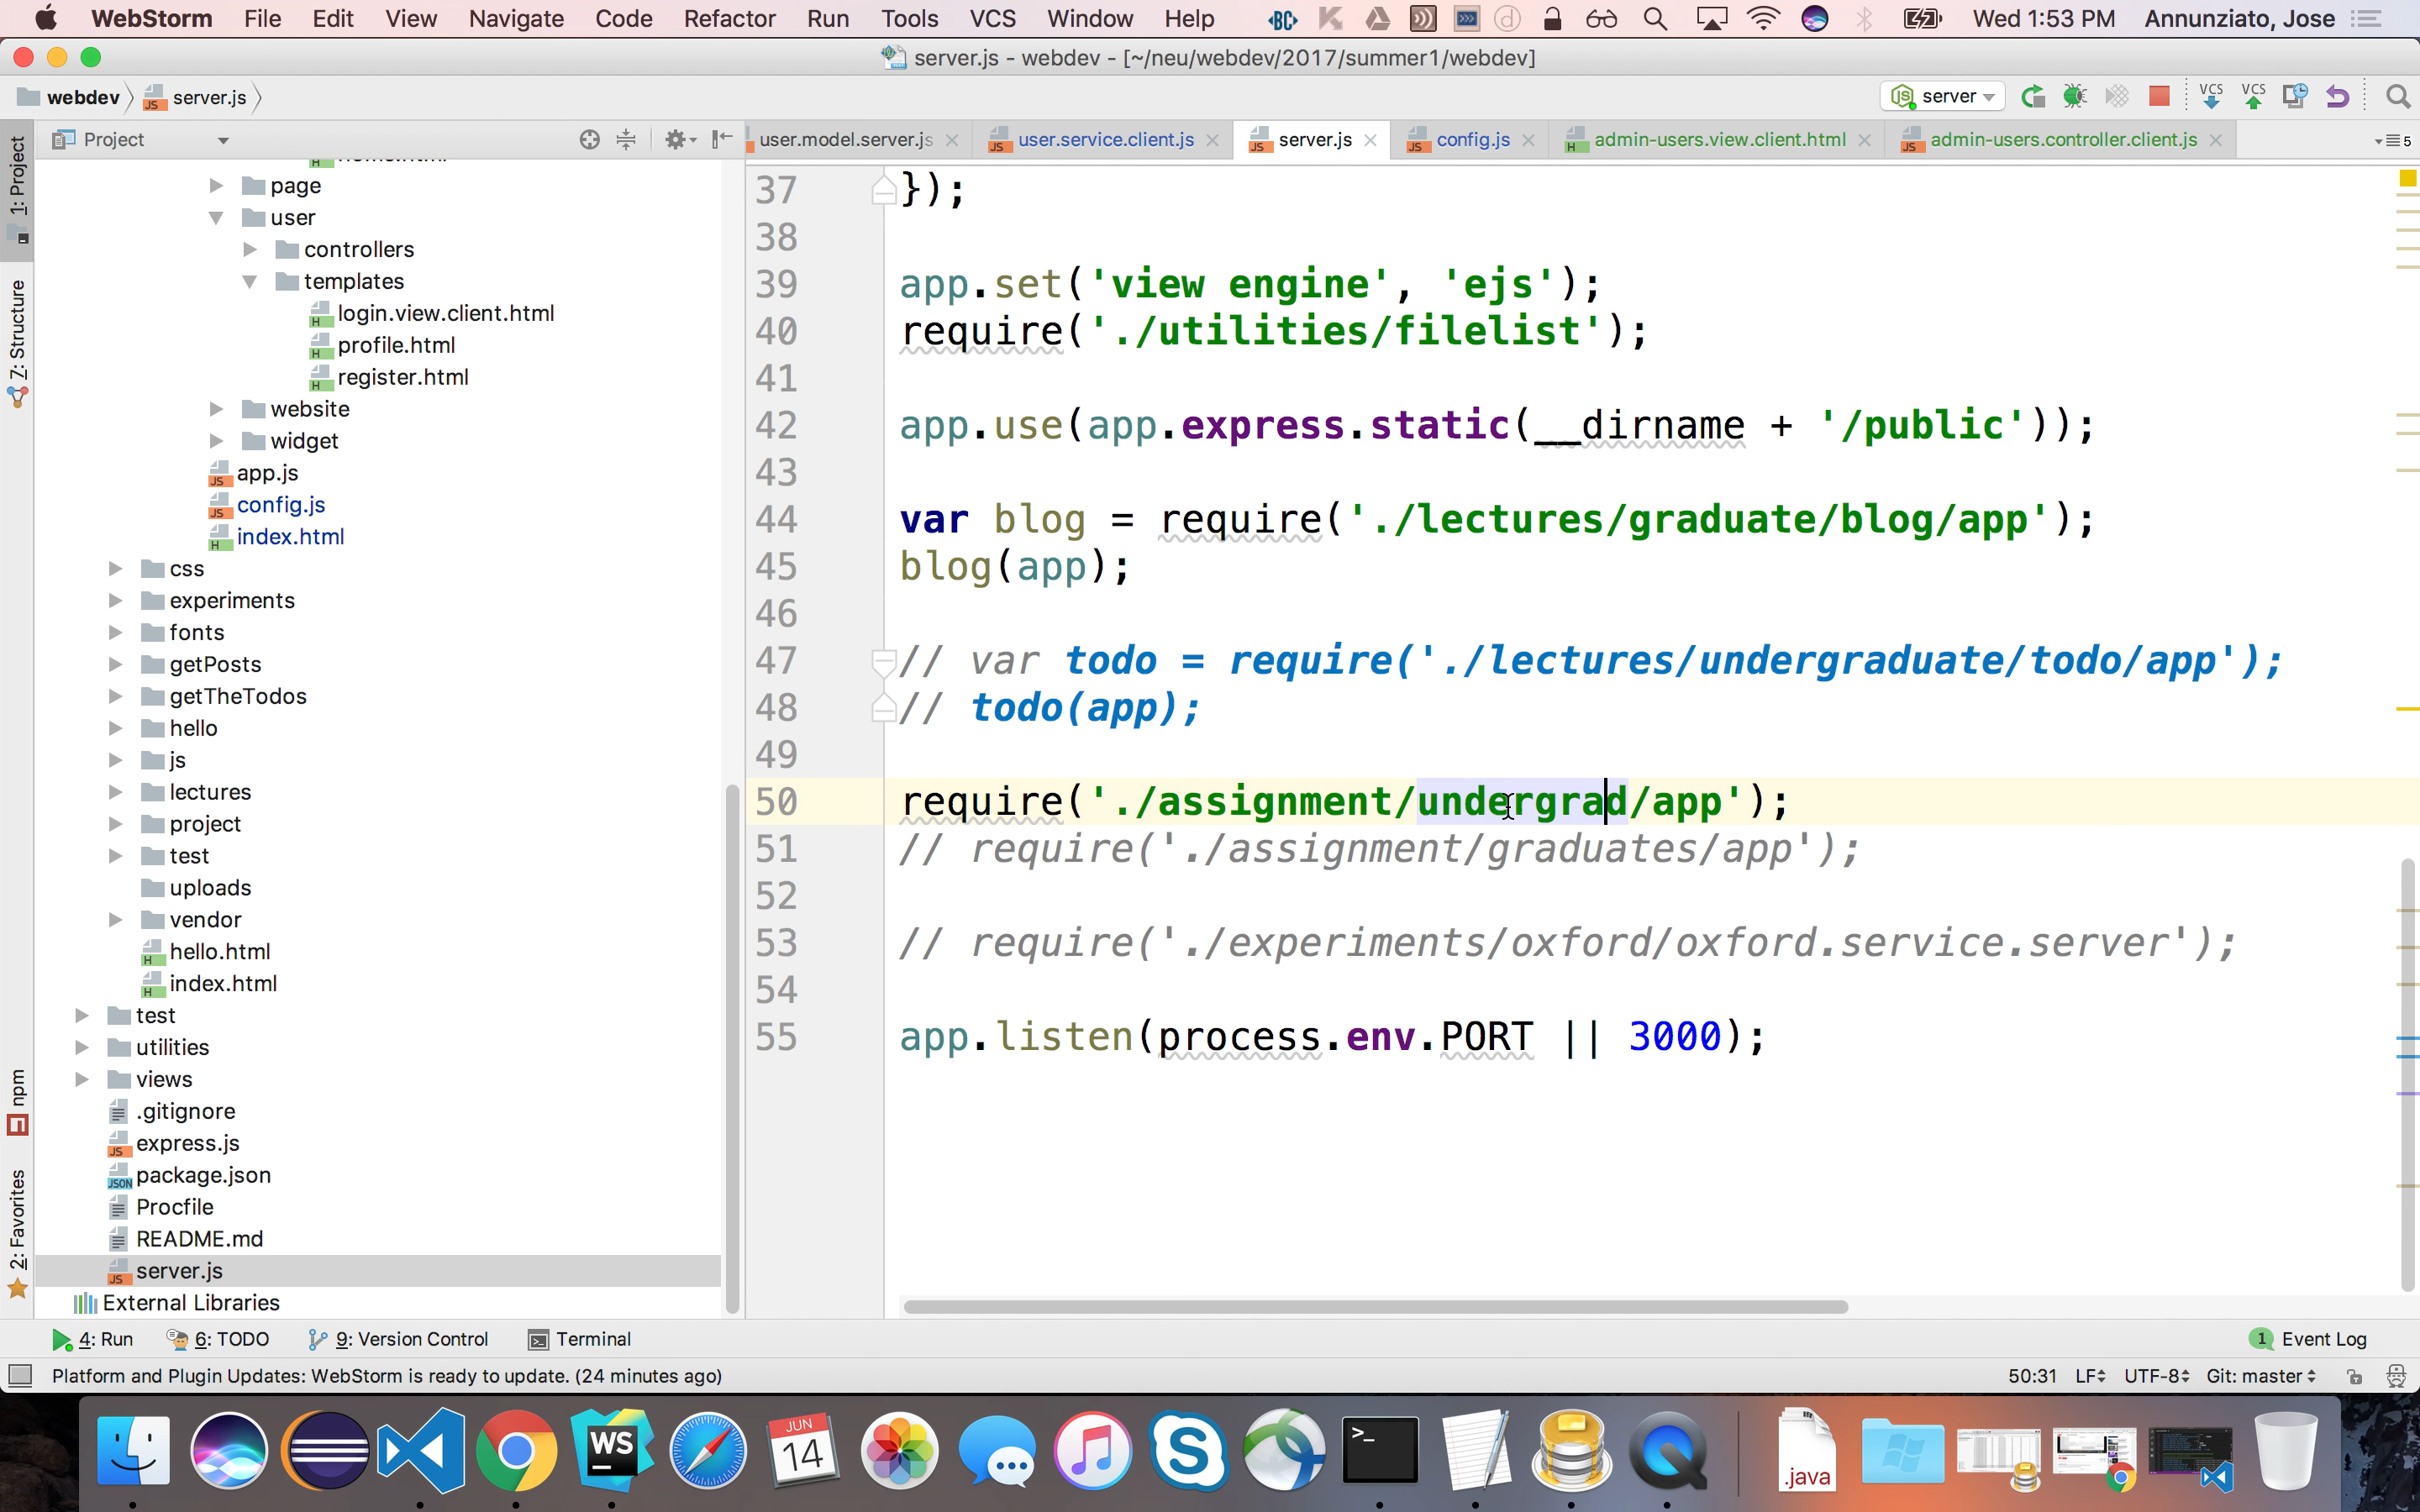 WebStorm File Edit View Navigate Code Refactor Run Tools VCS Window Help BC Wed 1:53 PM Annunziato, Jose
server.js - webdev - [~/neu/webdev/2017/summer1/webdev]
webdev server.js server VCS VCS
Project user.model.server.js user.service.client.js server.js config.js admin-users.view.client.html admin-users.controller.client.js 5
1: Project
7: Structure
npm
2: Favorites
page
user
controllers
templates
login.view.client.html
profile.html
register.html
website
widget
app.js
config.js
index.html
css
experiments
fonts
getPosts
getTheTodos
hello
js
lectures
project
test
uploads
vendor
hello.html
index.html
test
utilities
views
.gitignore
express.js
package.json
Procfile
README.md
server.js
External Libraries
37 });
38
39 app.set('view engine', 'ejs');
40 require('./utilities/filelist');
41
42 app.use(app.express.static(__dirname + '/public'));
43
44 var blog = require('./lectures/graduate/blog/app');
45 blog(app);
46
47 // var todo = require('./lectures/undergraduate/todo/app');
48 // todo(app);
49
50 require('./assignment/undergrad/app');
51 // require('./assignment/graduates/app');
52
53 // require('./experiments/oxford/oxford.service.server');
54
55 app.listen(process.env.PORT || 3000);
4: Run 6: TODO 9: Version Control Terminal 1 Event Log
Platform and Plugin Updates: WebStorm is ready to update. (24 minutes ago) 50:31 LF UTF-8 Git: master
WS JUN 14 .java